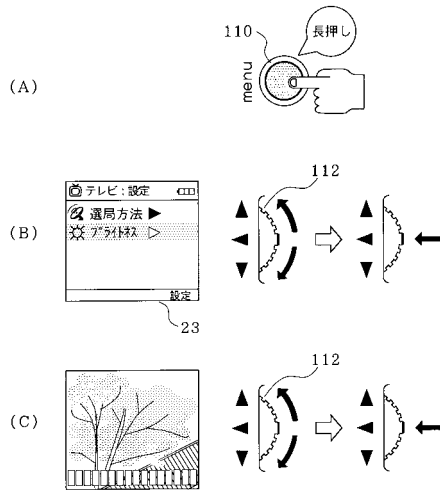 110
長押し
menu
(A)
112
テレビ:設定
選局方法 ▶
ブライトネス ▷
設定
(B)
23
112
(C)